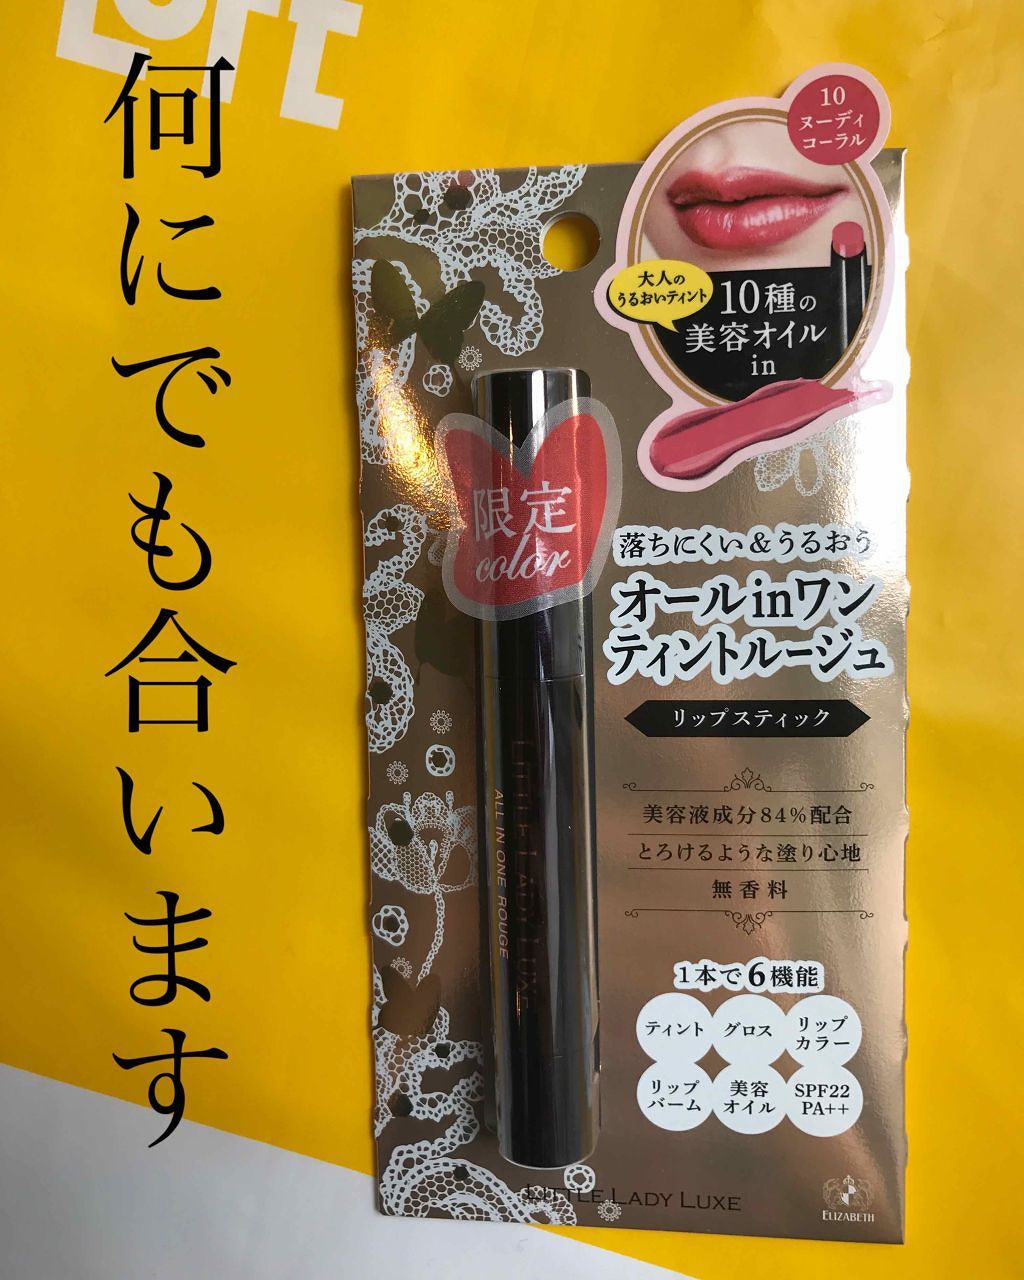 LOFT
何にでも合います
10
ヌーディ
コーラル
大人の
うるおいティント
10種の
美容オイル
in
限定
color
落ちにくい&うるおう
オールinワン
ティントルージュ
リップスティック
美容液成分84%配合
とろけるような塗り心地
無香料
1本で6機能
ティント
グロス
リップ
カラー
リップ
バーム
美容
オイル
SPF22
PA++
LITTLE LADY LUXE
ALL IN ONE ROUGE
LITTLE LADY LUXE
ELIZABETH